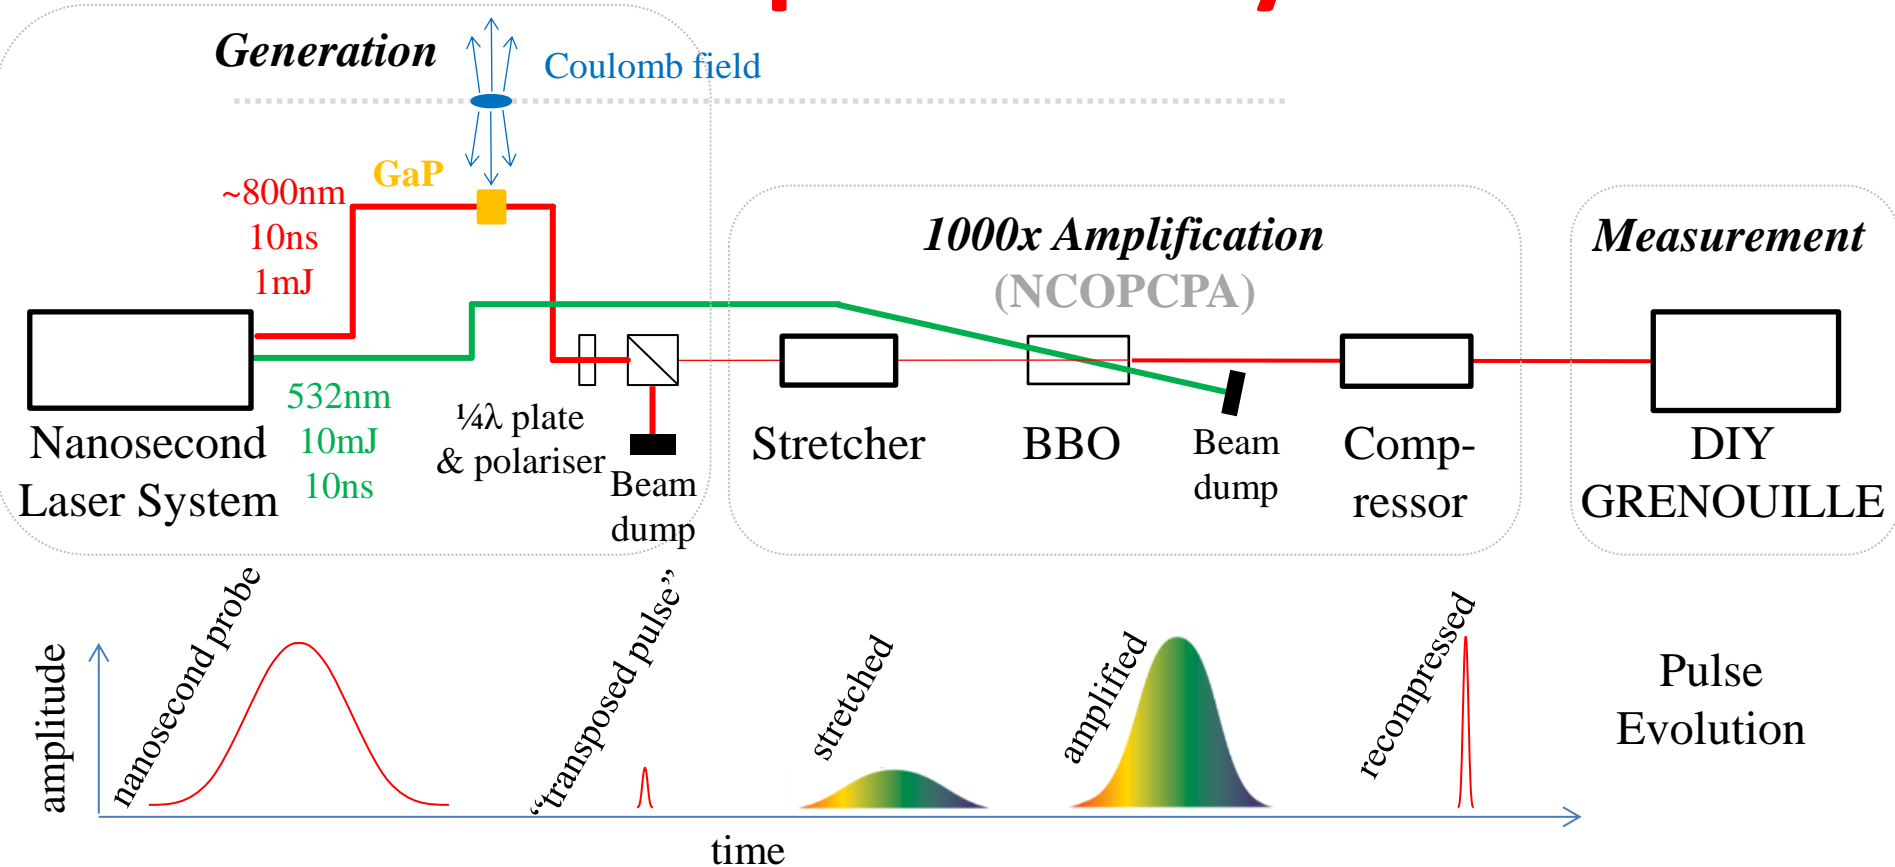 Generation
Coulomb field
GaP
~800nm
10ns
1mJ
1000x Amplification
(NCOPCPA)
Measurement
532nm
10mJ
10ns
Nanosecond
Laser System
¼λ plate
& polariser
Beam
dump
Stretcher
BBO
Beam
dump
Comp-
ressor
DIY
GRENOUILLE
amplitude
nanosecond probe
“transposed pulse”
stretched
amplified
recompressed
Pulse
Evolution
time